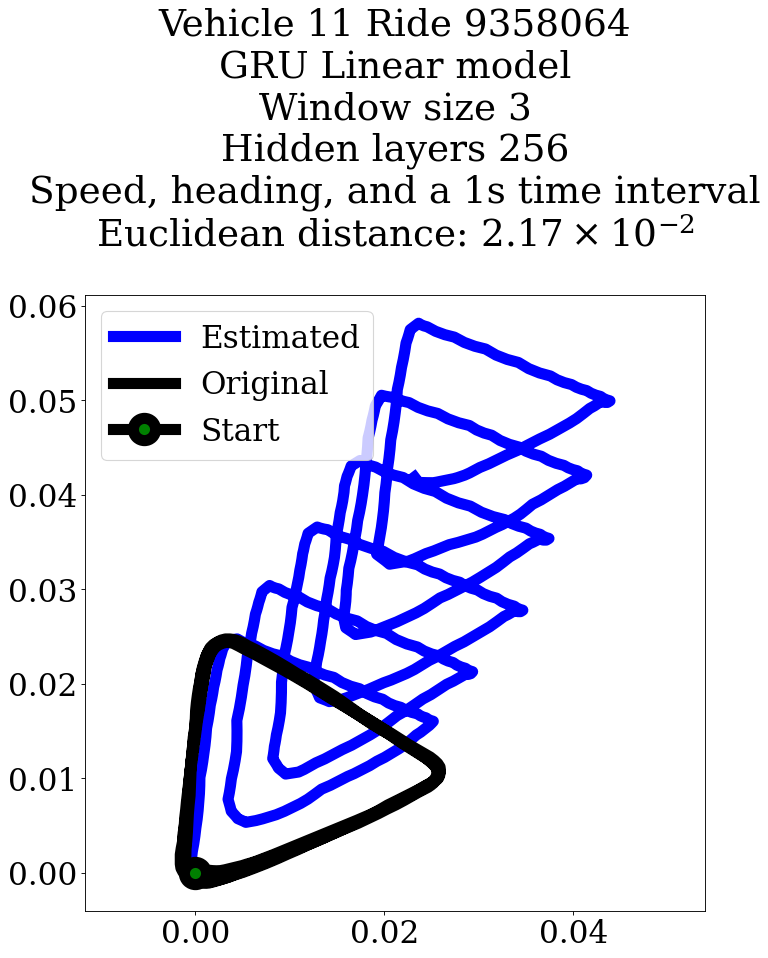 Vehicle 11 Ride 9358064
GRU Linear model
Window size 3
Hidden layers 256
Speed, heading, and a 1s time interval
Euclidean distance: 2.17 × 10⁻²
0.06
0.05
0.04
0.03
0.02
0.01
0.00
Estimated
Original
Start
0.00 0.02 0.04